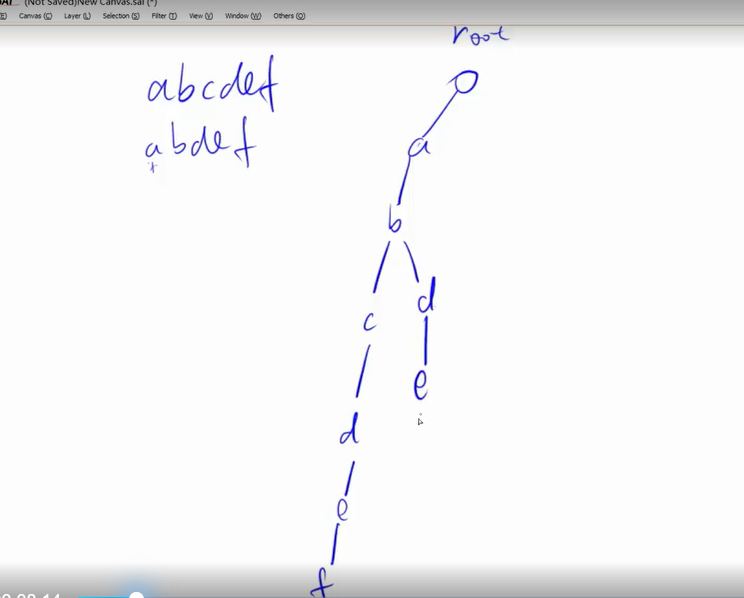 (Not Saved)New Canvas.sai (*)
Canvas (C) Layer (L) Selection (S) Filter (T) View (V) Window (W) Others (O)
root
abcdef
abdef
a
b
c
d
d
e
d
e
f